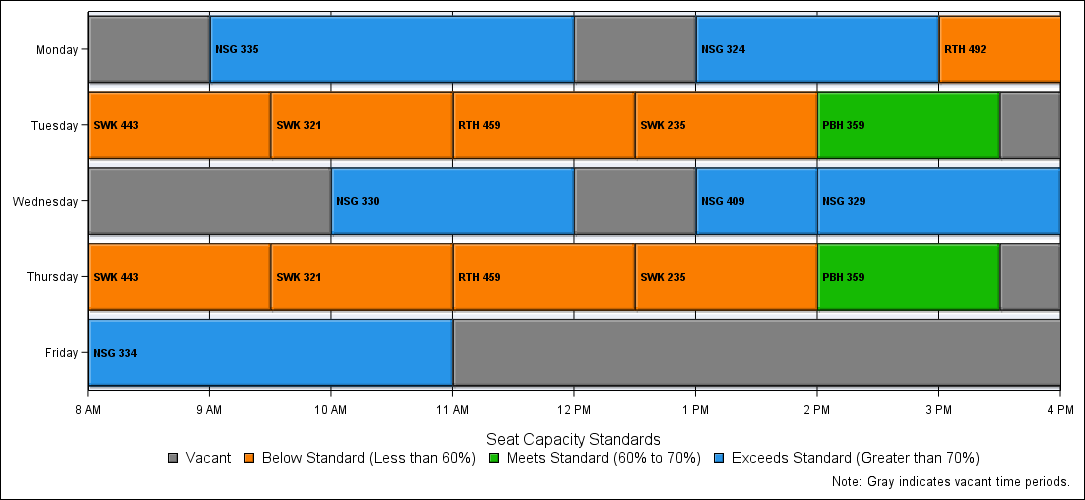 Monday NSG 335 NSG 324 RTH 492
Tuesday SWK 443 SWK 321 RTH 459 SWK 235 PBH 359
Wednesday NSG 330 NSG 409 NSG 329
Thursday SWK 443 SWK 321 RTH 459 SWK 235 PBH 359
Friday NSG 334
8 AM 9 AM 10 AM 11 AM 12 PM 1 PM 2 PM 3 PM 4 PM
Seat Capacity Standards
Vacant Below Standard (Less than 60%) Meets Standard (60% to 70%) Exceeds Standard (Greater than 70%)
Note: Gray indicates vacant time periods.